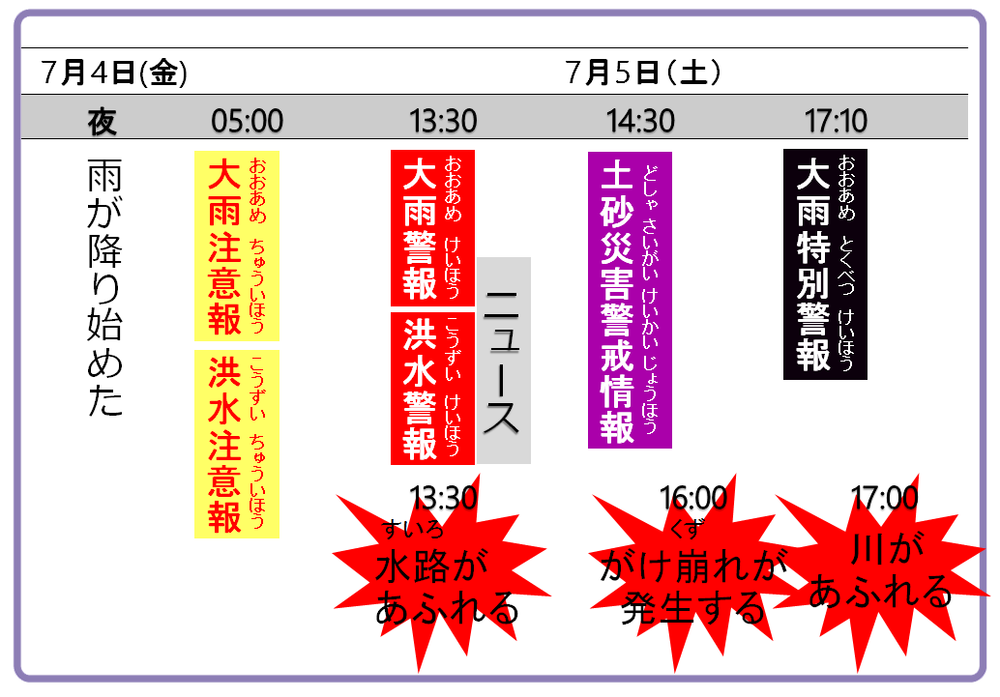 7月4日(金)
7月5日（土）
夜
05:00
13:30
14:30
17:10
雨が降り始めた
大雨注意報
おおあめ ちゅういほう
洪水注意報
こうずい ちゅういほう
大雨警報
おおあめ けいほう
洪水警報
こうずい けいほう
ニュース
土砂災害警戒情報
どしゃ さいがい けいかい じょうほう
大雨特別警報
おおあめ とくべつ けいほう
13:30
すいろ
水路が
あふれる
16:00
くず
がけ崩れが
発生する
17:00
川が
あふれる